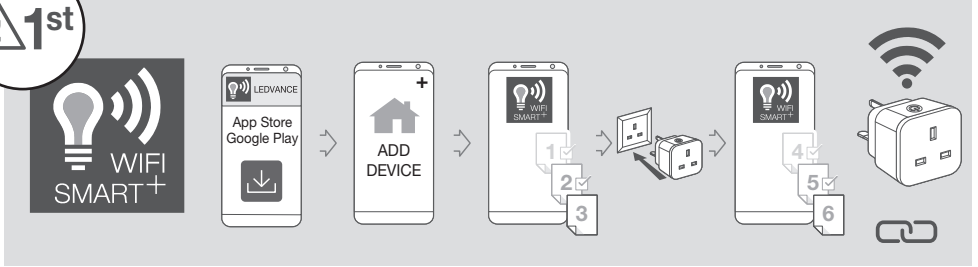 1st
WIFI
SMART+
LEDVANCE
App Store
Google Play
+
ADD
DEVICE
WIFI
SMART+
1
2
3
WIFI
SMART+
4
5
6